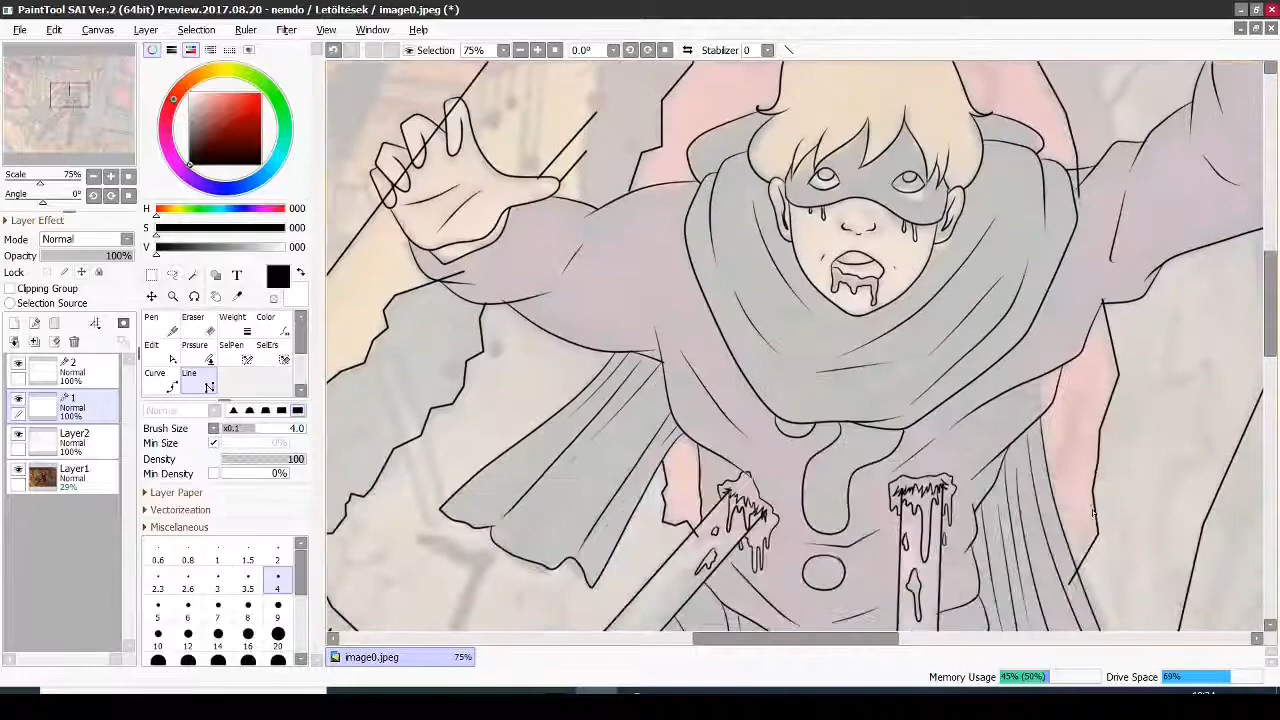 PaintTool SAI Ver.2 (64bit) Preview.2017.08.20 - nemdo / Letöltések / image0.jpeg (*)
File Edit Canvas Layer Selection Ruler Filter View Window Help
Selection 75% 0.0° Stabilizer 0
Scale 75%
Angle 0°
Layer Effect
Mode Normal
Opacity 100%
Lock
Clipping Group
Selection Source
2
Normal
100%
1
Normal
100%
Layer2
Normal
100%
Layer1
Normal
29%
H 000
S 000
V 000
T
Pen Eraser Weight Color
Edit Prssure SelPen SelErs
Curve Line
Normal
Brush Size x0.1 4.0
Min Size 0%
Density 100
Min Density 0%
Layer Paper
Vectorization
Miscellaneous
0.6 0.8 1 1.5 2
2.3 2.6 3 3.5 4
5 6 7 8 9
10 12 14 16 20
image0.jpeg 75%
Memory Usage 45% (50%) Drive Space 69%